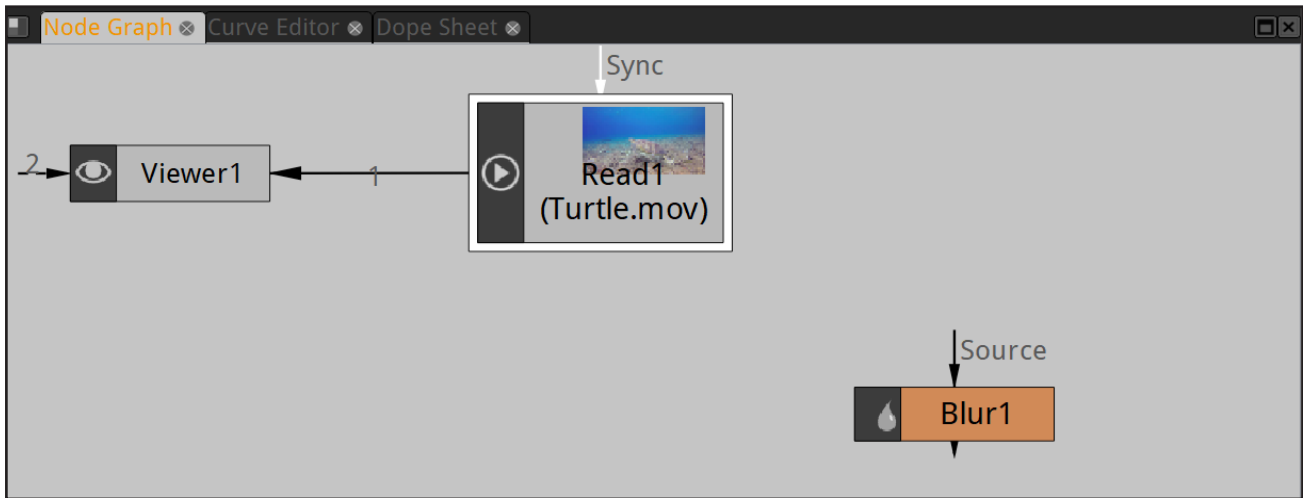 Node Graph Curve Editor Dope Sheet
Sync
2
Viewer1
1
Read1
(Turtle.mov)
Source
Blur1